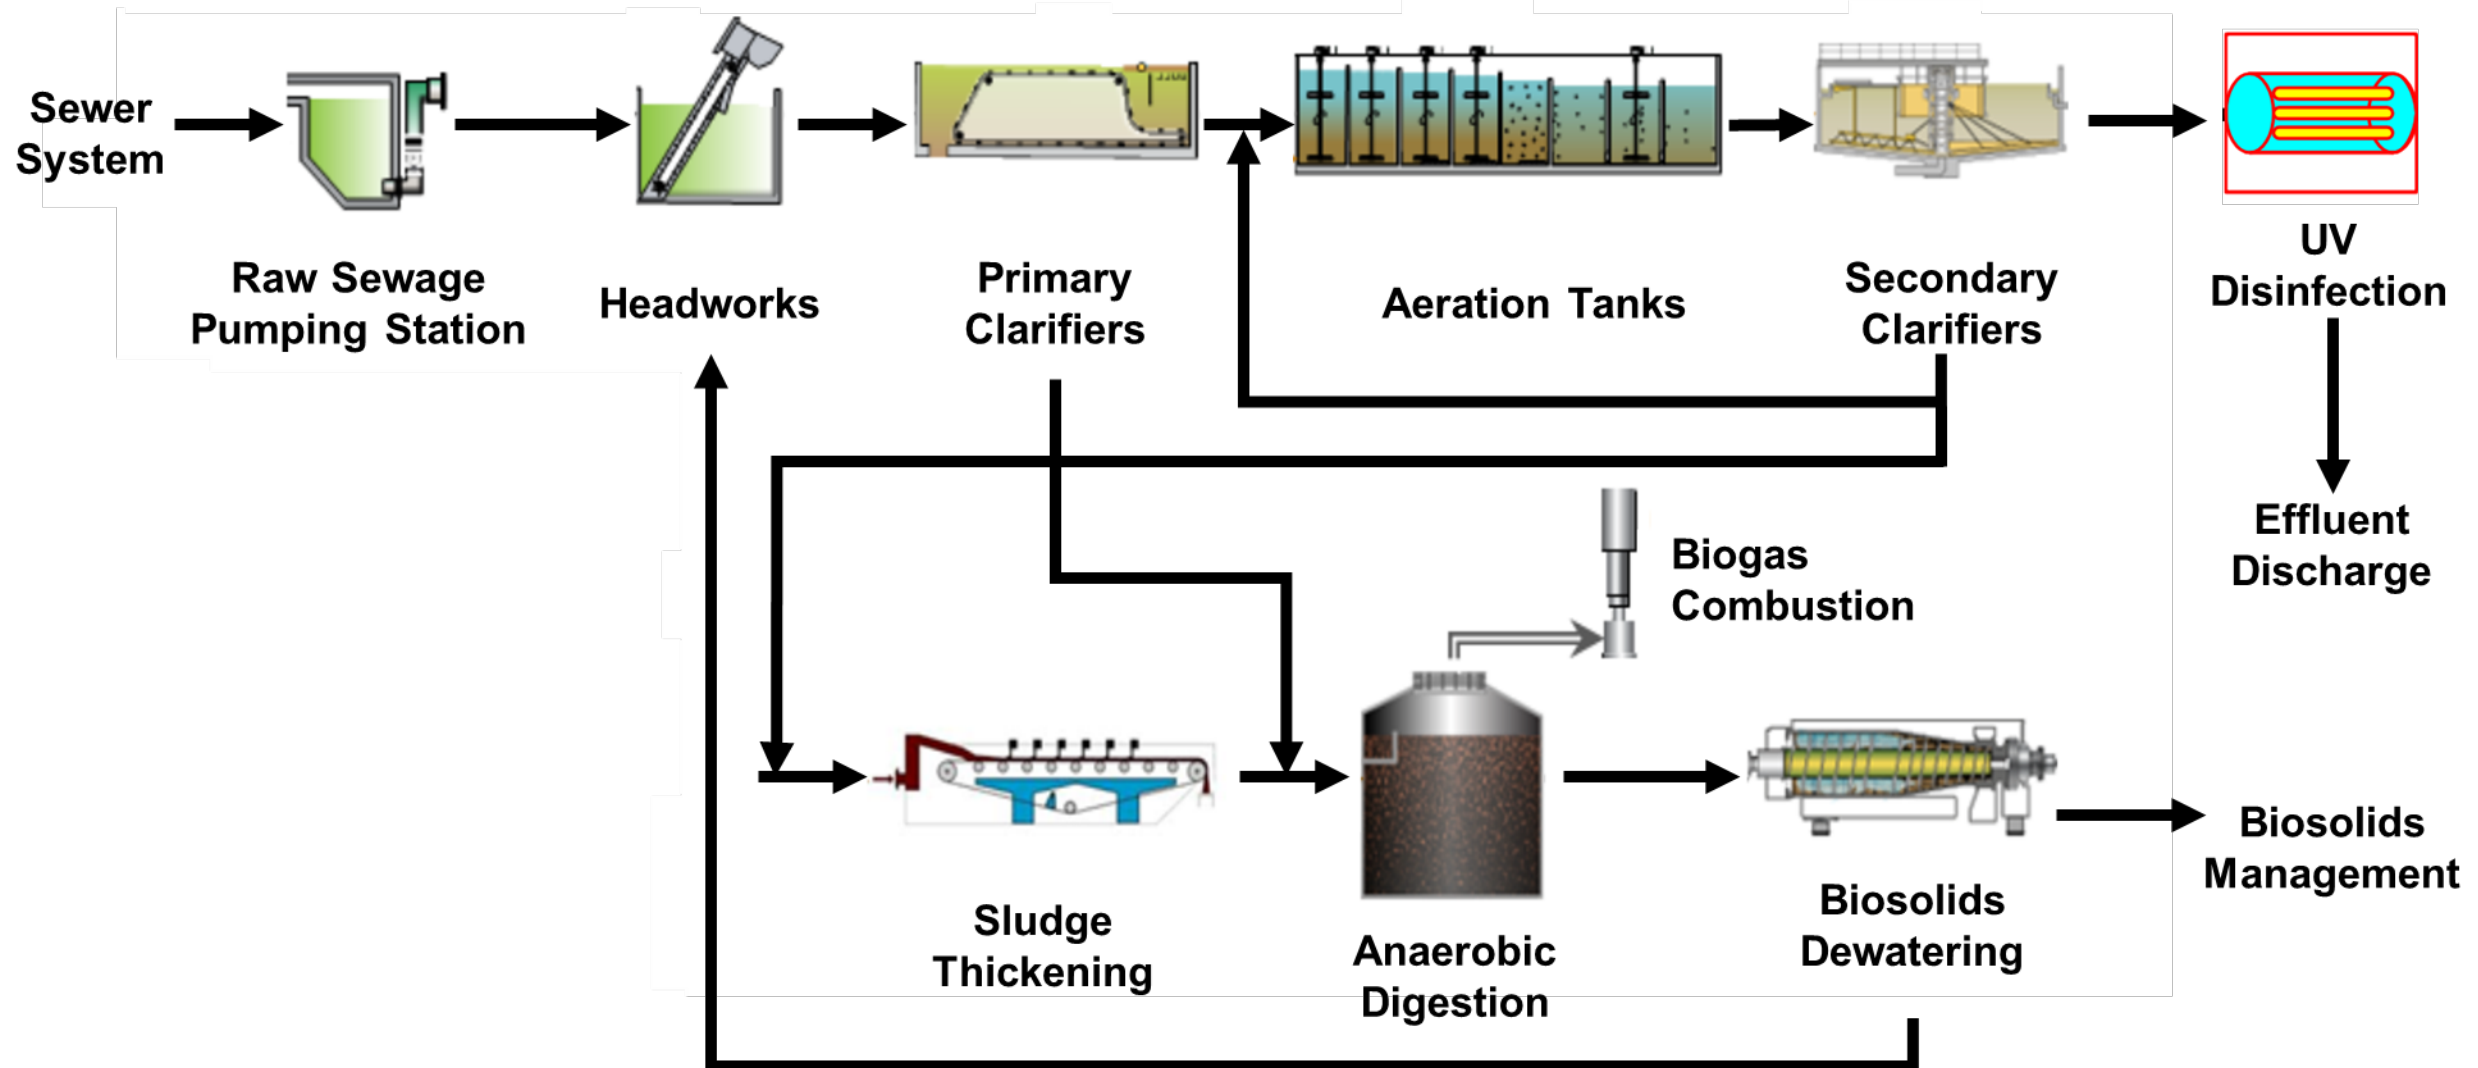 Sewer
System
Raw Sewage
Pumping Station
Headworks
Primary
Clarifiers
Aeration Tanks
Secondary
Clarifiers
UV
Disinfection
Effluent
Discharge
Biogas
Combustion
Sludge
Thickening
Anaerobic
Digestion
Biosolids
Dewatering
Biosolids
Management